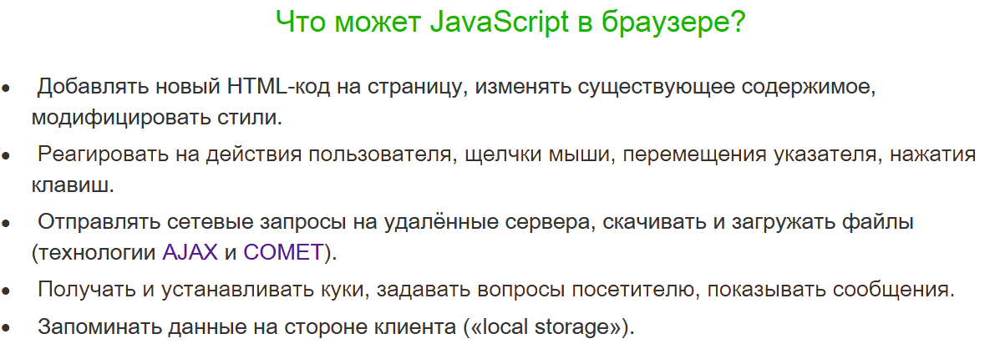 Что может JavaScript в браузере?
• Добавлять новый HTML-код на страницу, изменять существующее содержимое,
модифицировать стили.
• Реагировать на действия пользователя, щелчки мыши, перемещения указателя, нажатия
клавиш.
• Отправлять сетевые запросы на удалённые сервера, скачивать и загружать файлы
(технологии AJAX и COMET).
• Получать и устанавливать куки, задавать вопросы посетителю, показывать сообщения.
• Запоминать данные на стороне клиента («local storage»).